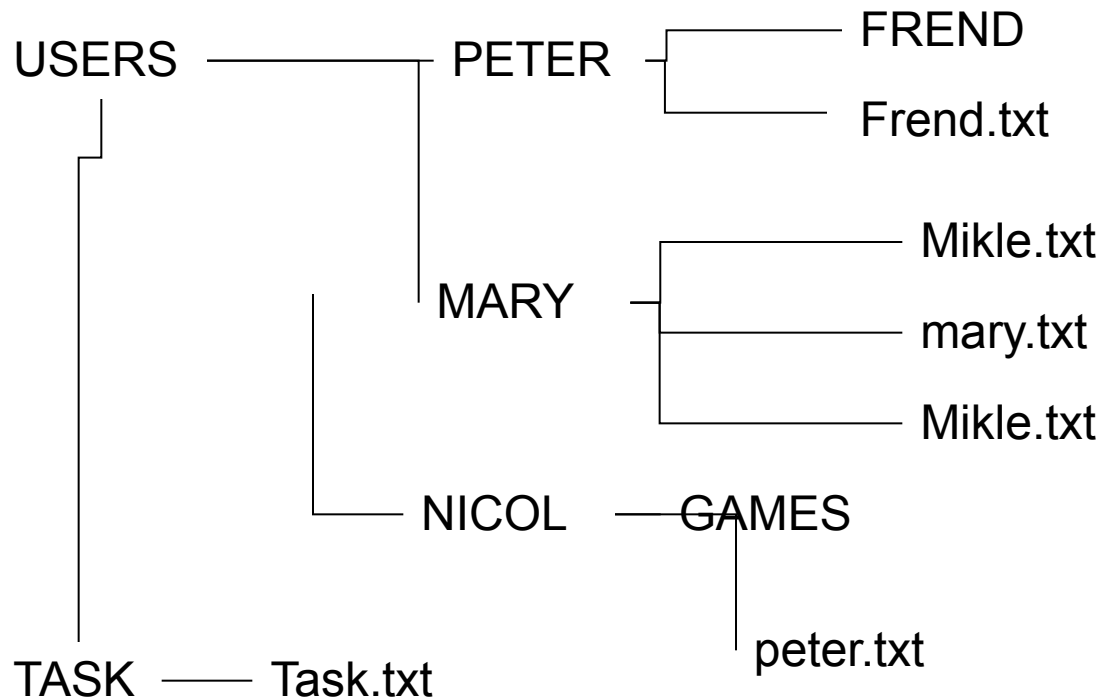 USERS
PETER
FREND
Frend.txt
MARY
Mikle.txt
mary.txt
Mikle.txt
NICOL
GAMES
peter.txt
TASK
Task.txt